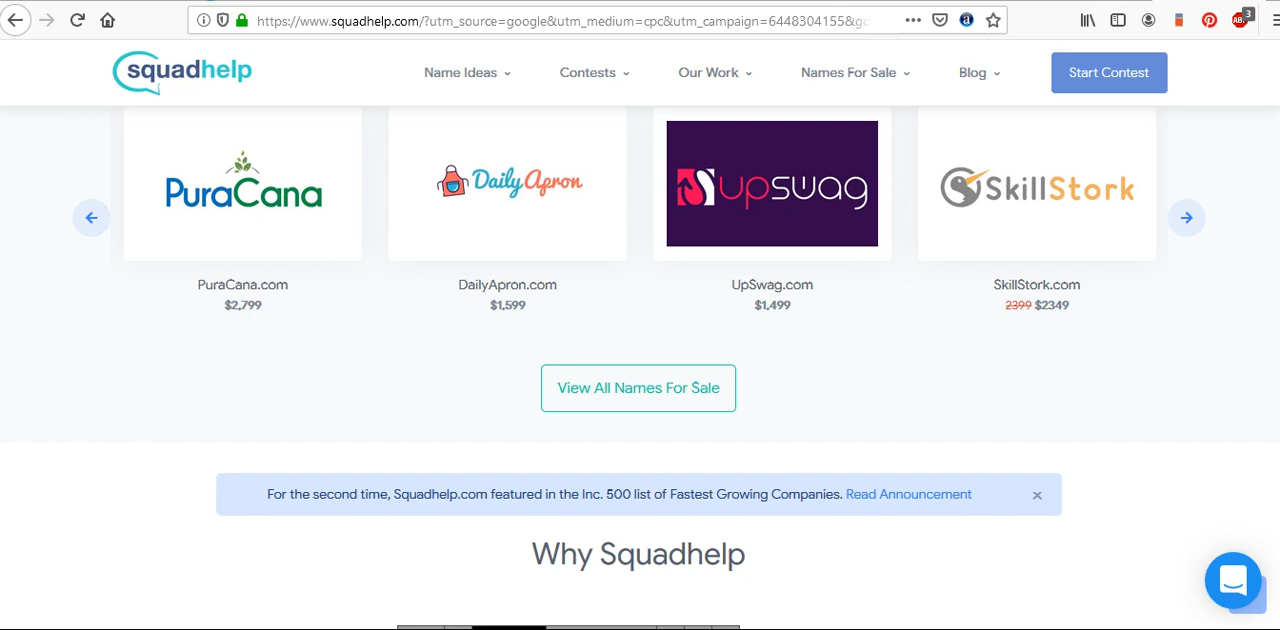 https://www.squadhelp.com/?utm_source=google&utm_medium=cpc&utm_campaign=6448304155&gc
ABP 3
squadhelp
Name Ideas
Contests
Our Work
Names For Sale
Blog
Start Contest
PuraCana
Daily Apron
upswag
SkillStork
PuraCana.com
DailyApron.com
UpSwag.com
SkillStork.com
$2,799
$1,599
$1,499
2399 $2349
View All Names For Sale
For the second time, Squadhelp.com featured in the Inc. 500 list of Fastest Growing Companies. Read Announcement
Why Squadhelp